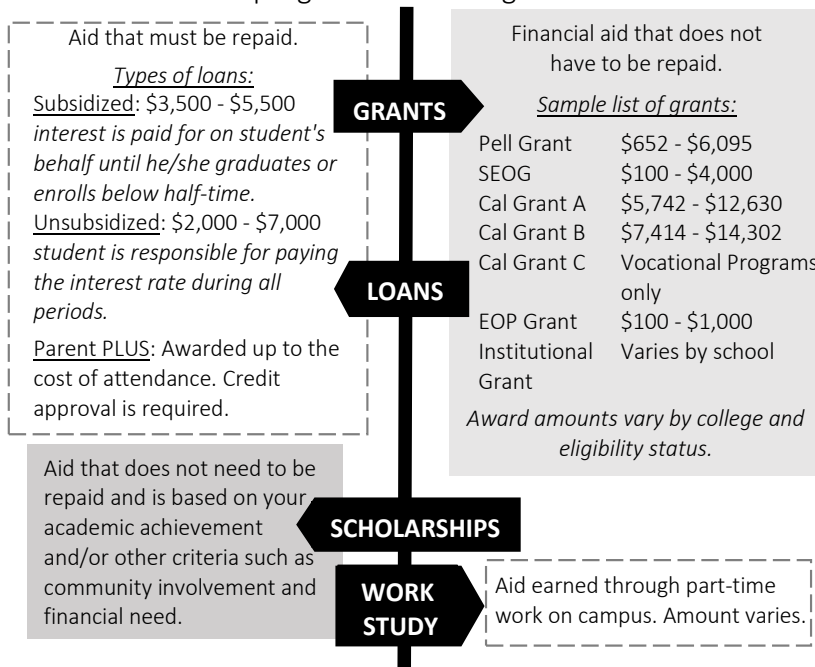 Aid that must be repaid.
Types of loans:
Subsidized: $3,500 - $5,500
interest is paid for on student's
behalf until he/she graduates or
enrolls below half-time.
Unsubsidized: $2,000 - $7,000
student is responsible for paying
the interest rate during all
periods.
Parent PLUS: Awarded up to the
cost of attendance. Credit
approval is required.
GRANTS
Financial aid that does not
have to be repaid.
Sample list of grants:
Pell Grant $652 - $6,095
SEOG $100 - $4,000
Cal Grant A $5,742 - $12,630
Cal Grant B $7,414 - $14,302
Cal Grant C Vocational Programs
only
EOP Grant $100 - $1,000
Institutional Varies by school
Grant
Award amounts vary by college and
eligibility status.
LOANS
Aid that does not need to be
repaid and is based on your
academic achievement
and/or other criteria such as
community involvement and
financial need.
SCHOLARSHIPS
WORK
STUDY
Aid earned through part-time
work on campus. Amount varies.